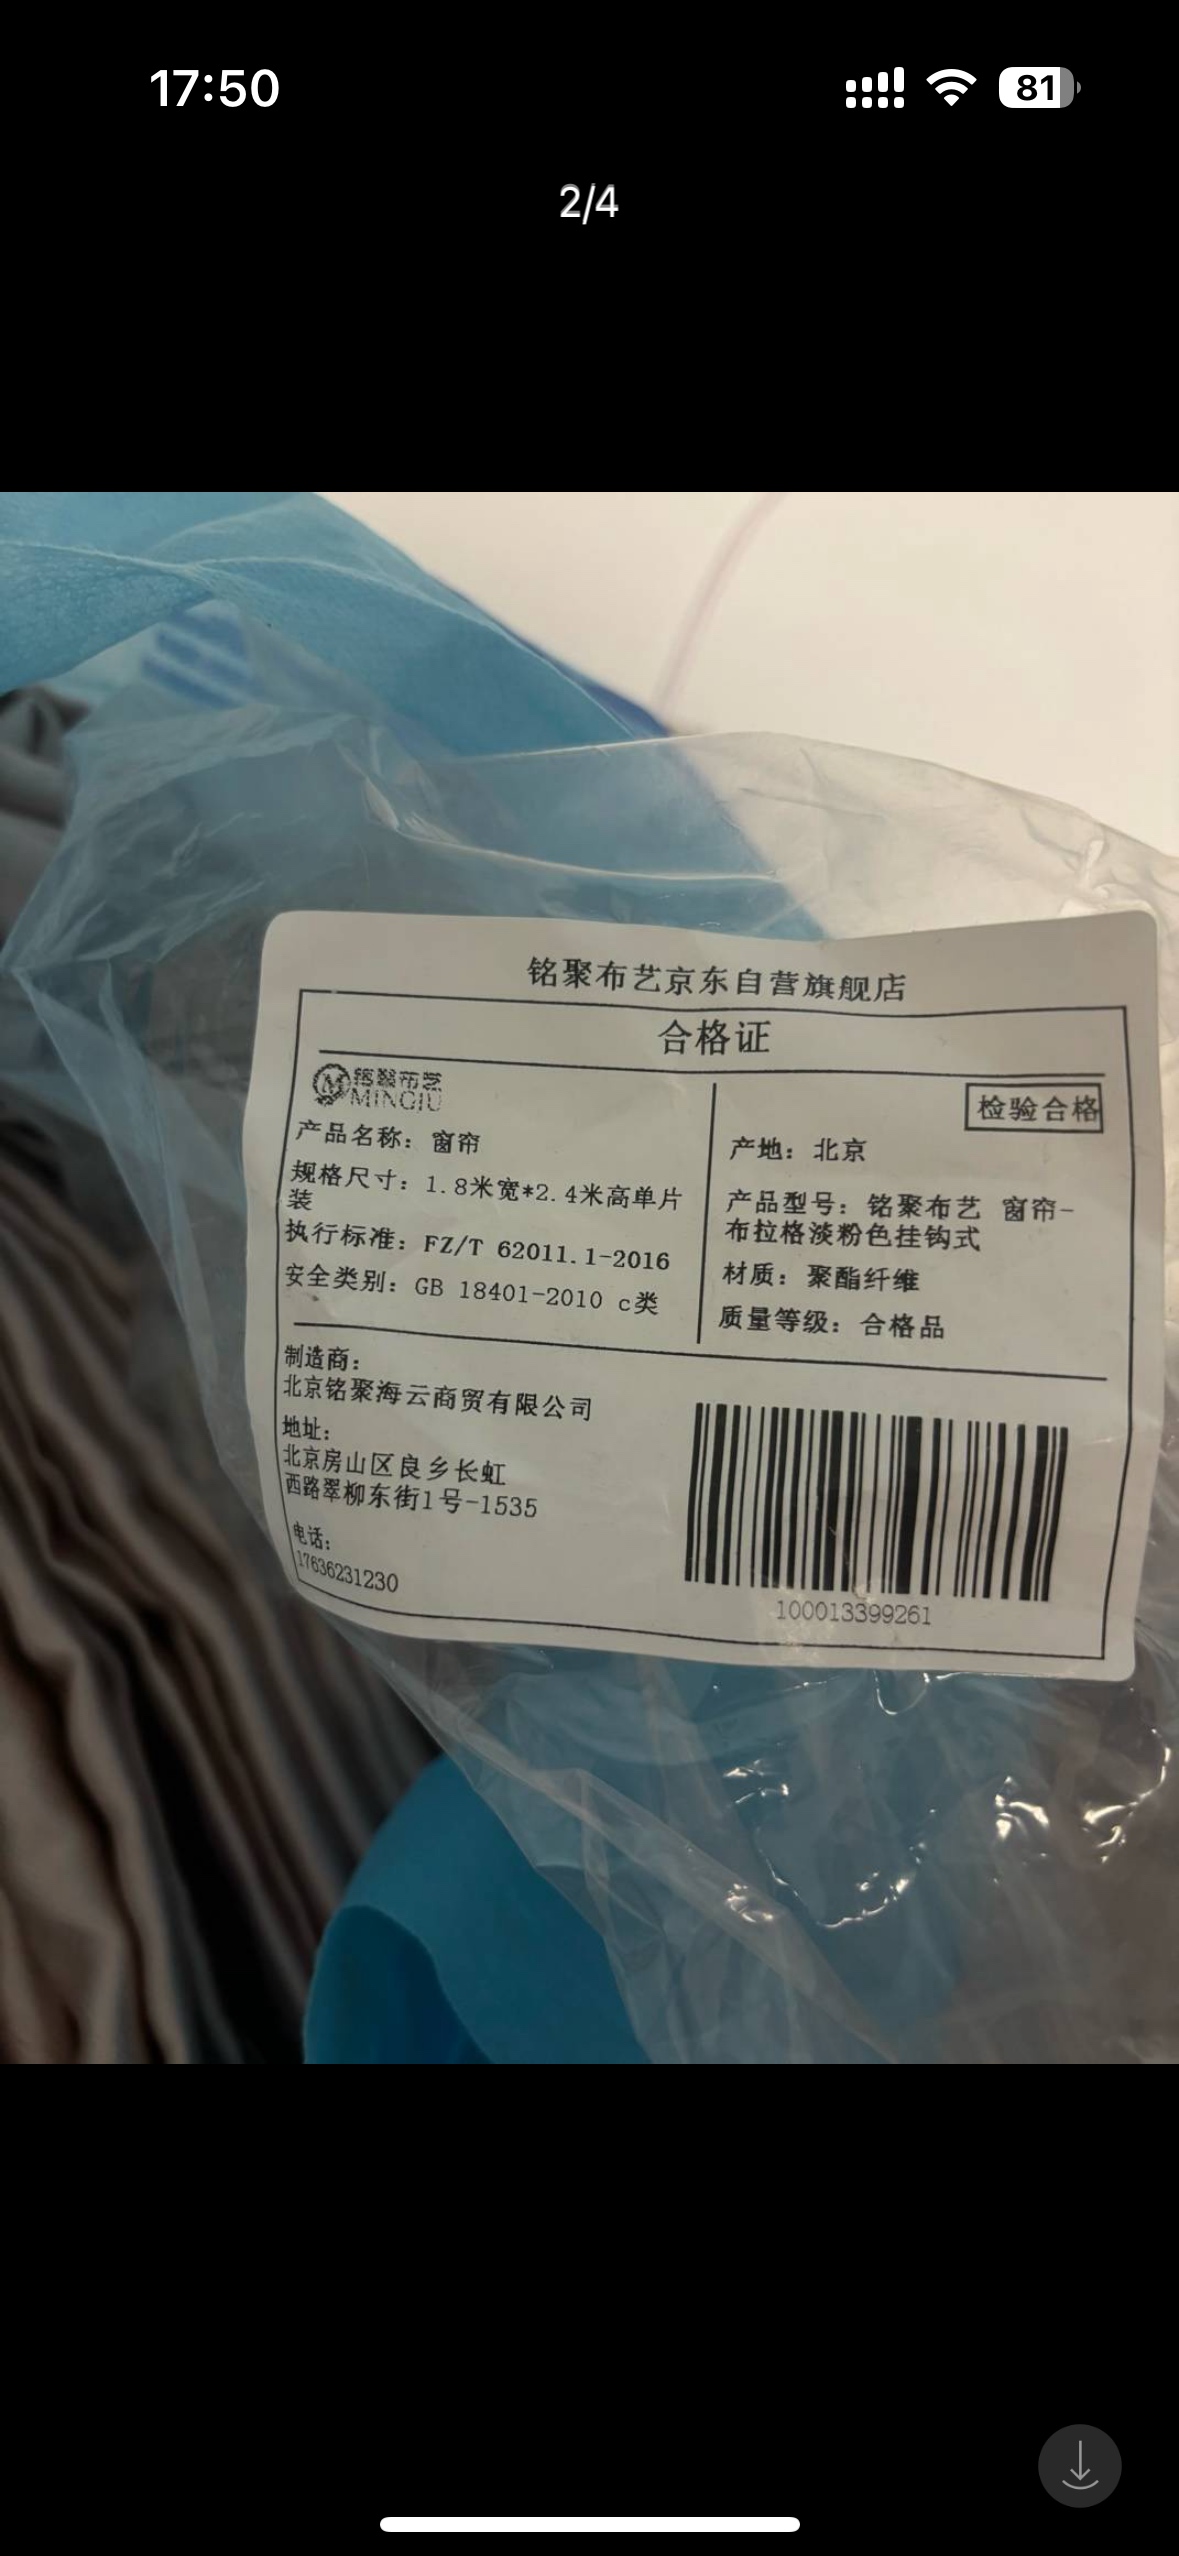 17:50
81
2/4
铭聚布艺京东自营旗舰店
合格证
铭聚布艺
MINGJU
检验合格
产品名称：窗帘
规格尺寸：1.8米宽*2.4米高单片
装
执行标准：FZ/T 62011.1-2016
安全类别：GB 18401-2010 c类
产地：北京
产品型号：铭聚布艺 窗帘-
布拉格淡粉色挂钩式
材质：聚酯纤维
质量等级：合格品
制造商：
北京铭聚海云商贸有限公司
地址：
北京房山区良乡长虹
西路翠柳东街1号-1535
电话：
17636231230
100013399261